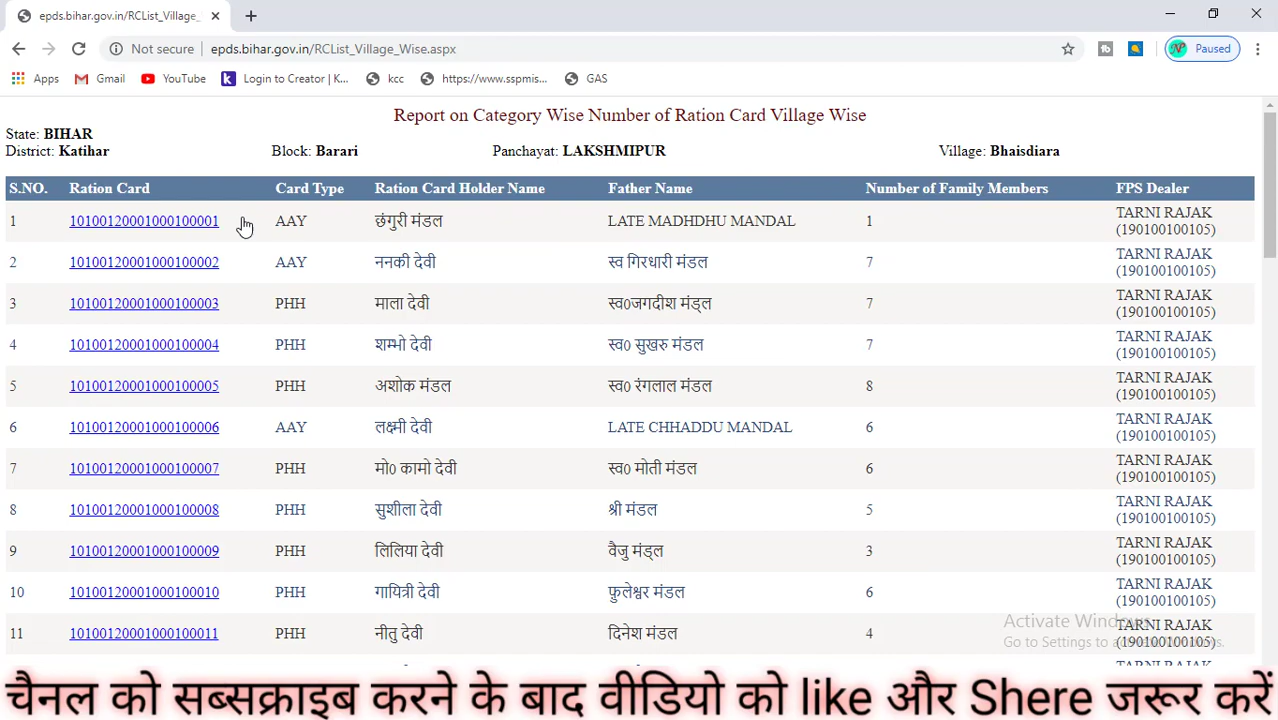 epds.bihar.gov.in/RCList_Village_
Not secure epds.bihar.gov.in/RCList_Village_Wise.aspx Paused
Apps Gmail YouTube Login to Creator | K... kcc https://www.sspmis... GAS
Report on Category Wise Number of Ration Card Village Wise
State: BIHAR
District: Katihar Block: Barari Panchayat: LAKSHMIPUR Village: Bhaisdiara
S.NO. Ration Card Card Type Ration Card Holder Name Father Name Number of Family Members FPS Dealer
1 10100120001000100001 AAY छंगुरी मंडल LATE MADHDHU MANDAL 1 TARNI RAJAK (190100100105)
2 10100120001000100002 AAY ननकी देवी स्व गिरधारी मंडल 7 TARNI RAJAK (190100100105)
3 10100120001000100003 PHH माला देवी स्व0जगदीश मंड्ल 7 TARNI RAJAK (190100100105)
4 10100120001000100004 PHH शम्भो देवी स्व0 सुखरु मंडल 7 TARNI RAJAK (190100100105)
5 10100120001000100005 PHH अशोक मंडल स्व0 रंगलाल मंडल 8 TARNI RAJAK (190100100105)
6 10100120001000100006 AAY लक्ष्मी देवी LATE CHHADDU MANDAL 6 TARNI RAJAK (190100100105)
7 10100120001000100007 PHH मो0 कामो देवी स्व0 मोती मंडल 6 TARNI RAJAK (190100100105)
8 10100120001000100008 PHH सुशीला देवी श्री मंडल 5 TARNI RAJAK (190100100105)
9 10100120001000100009 PHH लिलिया देवी वैजु मंड्ल 3 TARNI RAJAK (190100100105)
10 10100120001000100010 PHH गायित्री देवी फुलेश्वर मंडल 6 TARNI RAJAK (190100100105)
11 10100120001000100011 PHH नीतु देवी दिनेश मंडल 4 TARNI RAJAK (190100100105)
Activate Windows
Go to Settings to
चैनल को सब्सक्राइब करने के बाद वीडियो को like और Shere जरूर करें